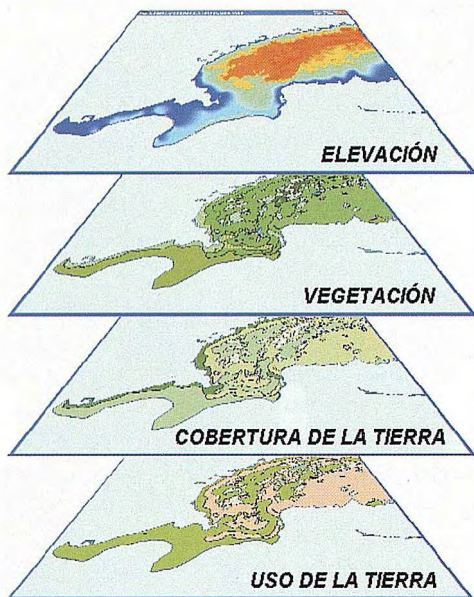 ELEVACIÓN
VEGETACIÓN
COBERTURA DE LA TIERRA
USO DE LA TIERRA